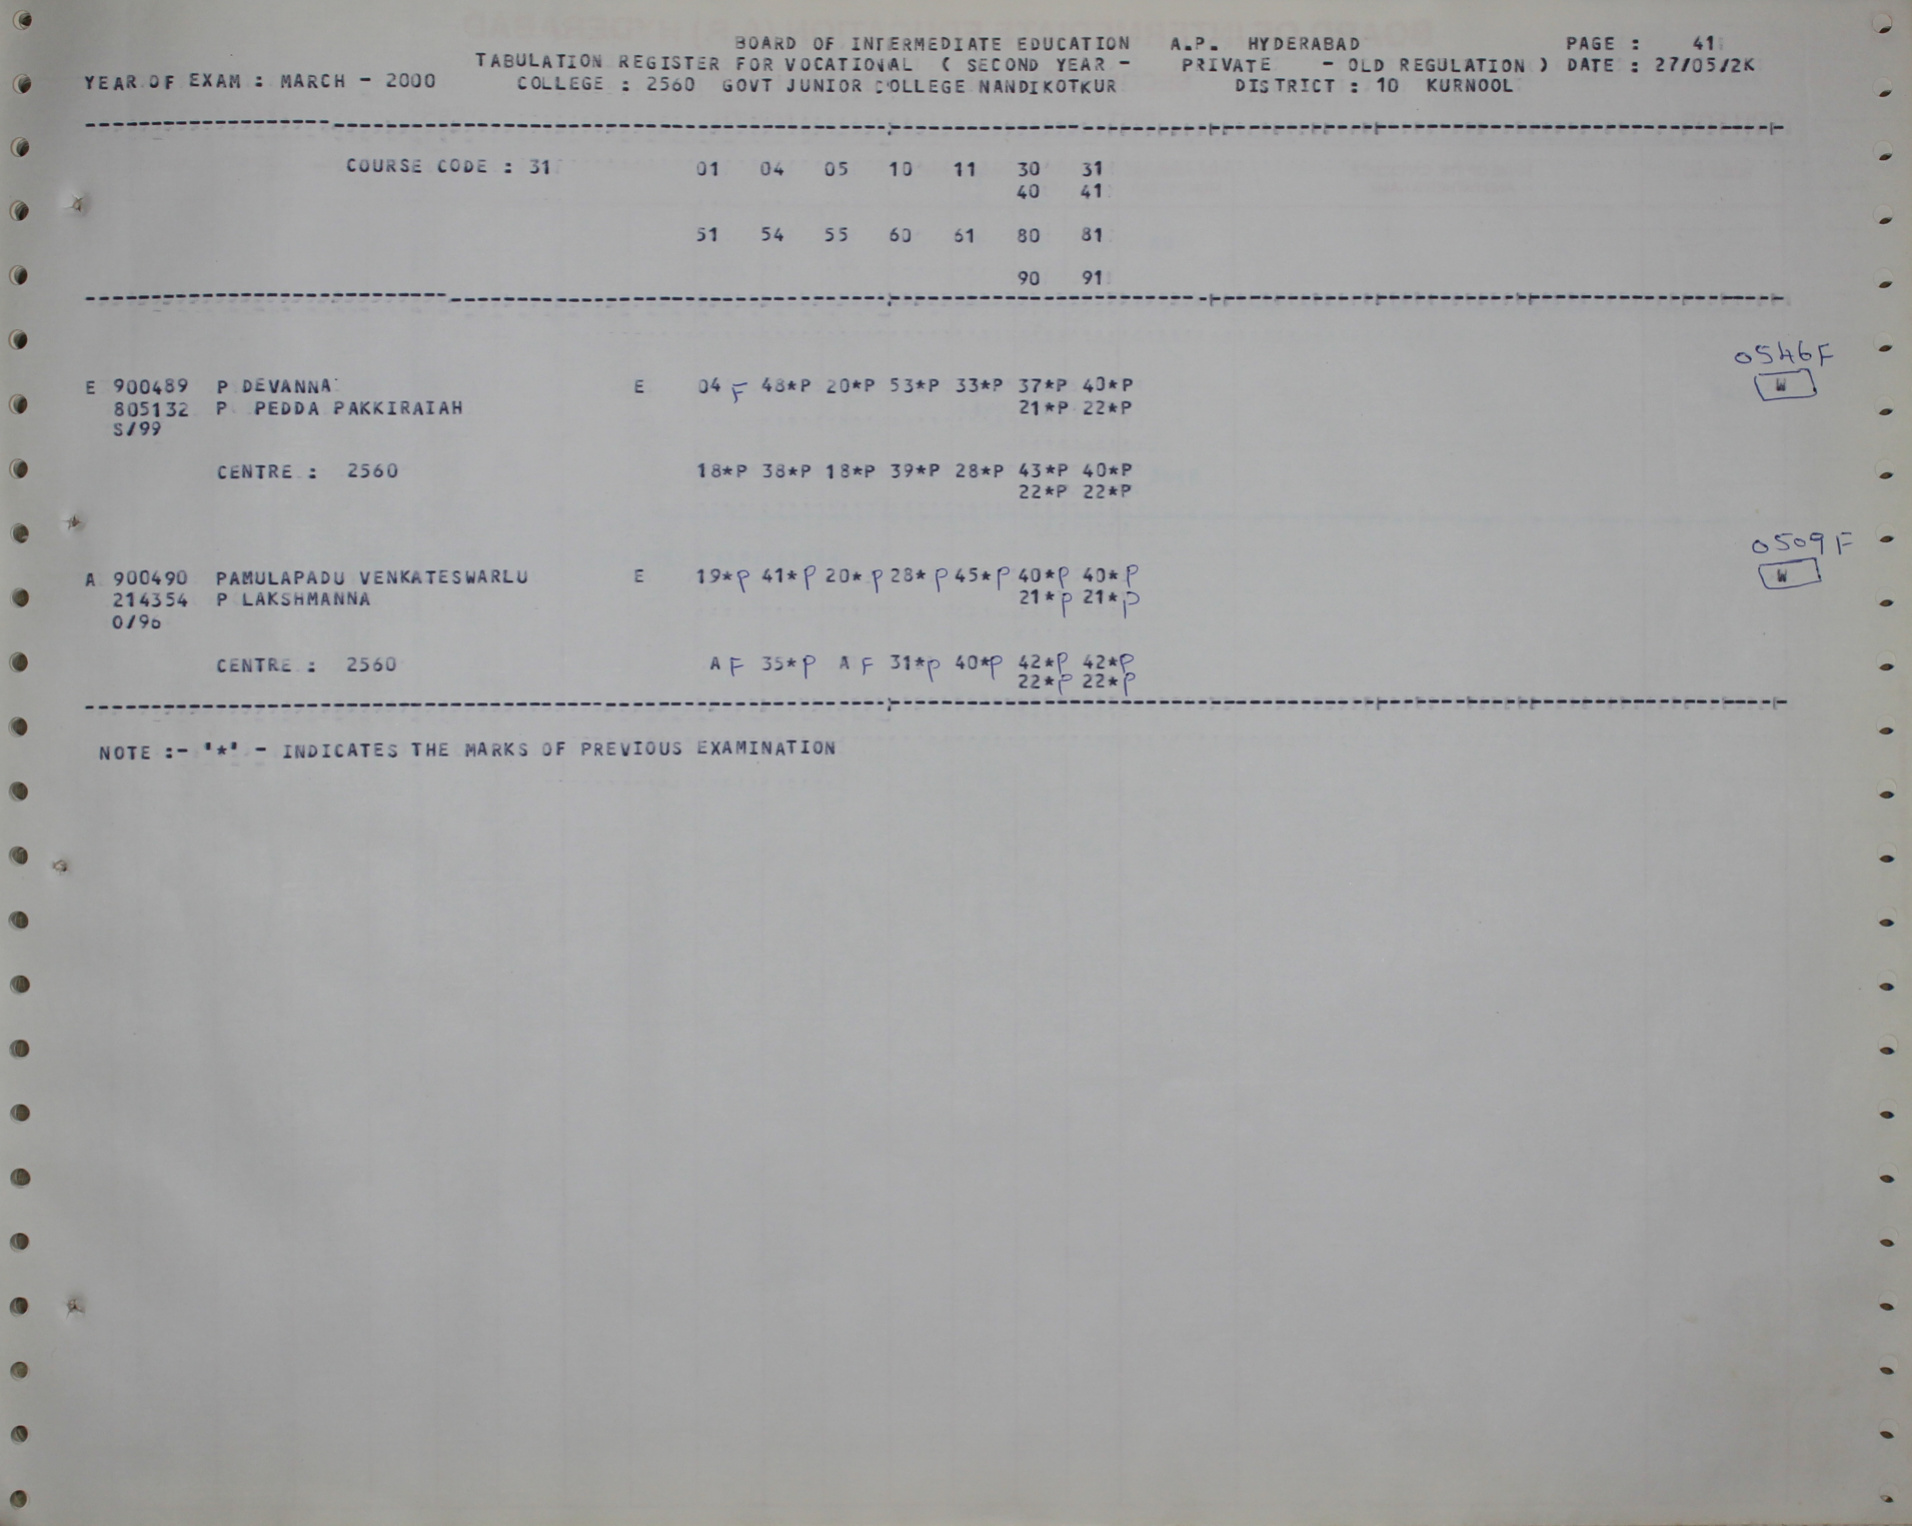 BOARD OF INTERMEDIATE EDUCATION A.P. HYDERABAD PAGE : 41
TABULATION REGISTER FOR VOCATIONAL ( SECOND YEAR - PRIVATE - OLD REGULATION ) DATE : 27/05/2K
YEAR OF EXAM : MARCH - 2000 COLLEGE : 2560 GOVT JUNIOR COLLEGE NANDIKOTKUR DISTRICT : 10 KURNOOL
COURSE CODE : 31 01 04 05 10 11 30 31
40 41
51 54 55 60 61 80 81
90 91
0546F
E 900489 P DEVANNA E 04 F 48*P 20*P 53*P 33*P 37*P 40*P W
805132 P PEDDA PAKKIRAIAH 21*P 22*P
S/99
CENTRE : 2560 18*P 38*P 18*P 39*P 28*P 43*P 40*P
22*P 22*P
0509F
A 900490 PAMULAPADU VENKATESWARLU E 19*P 41*P 20*P 28*P 45*P 40*P 40*P W
214354 P LAKSHMANNA 21*P 21*P
O/96
CENTRE : 2560 A F 35*P A F 31*P 40*P 42*P 42*P
22*P 22*P
NOTE :- '*' - INDICATES THE MARKS OF PREVIOUS EXAMINATION